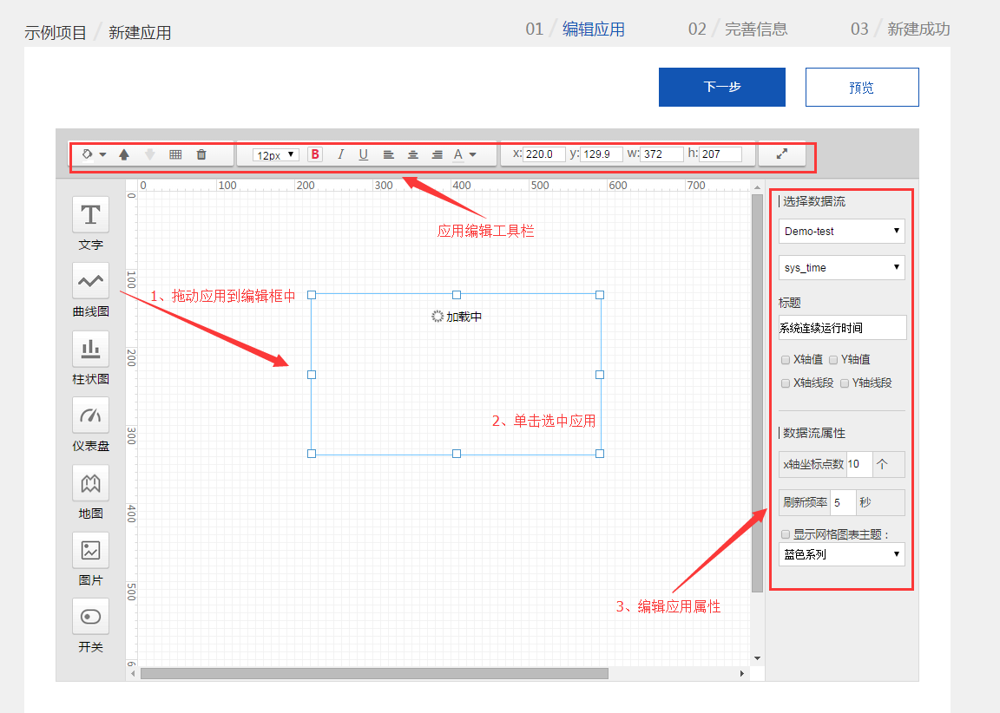 示例项目 / 新建应用
01 / 编辑应用
02 / 完善信息
03 / 新建成功
下一步
预览
12px
B I U
A
x: 220.0 y: 129.9 w: 372 h: 207
0 100 200 300 400 500 600 700
应用编辑工具栏
0
100
200
300
400
500
6
文字
曲线图
柱状图
仪表盘
地图
图片
开关
1、拖动应用到编辑框中
加载中
2、单击选中应用
3、编辑应用属性
选择数据流
Demo-test
sys_time
标题
系统连续运行时间
X轴值 Y轴值
X轴线段 Y轴线段
数据流属性
x轴坐标点数 10 个
刷新频率 5 秒
显示网格图表主题：
蓝色系列